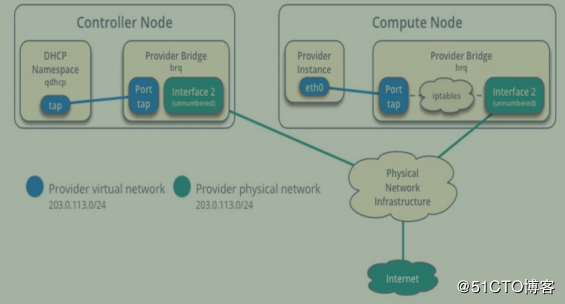 Controller Node
DHCP
Namespace
qdhcp
tap
Provider Bridge
brq
Port
tap
Interface 2
(unnumbered)
Compute Node
Provider
Instance
eth0
Provider Bridge
brq
Port
tap
iptables
Interface 2
(unnumbered)
Physical
Network
Infrastructure
Internet
Provider virtual network
203.0.113.0/24
Provider physical network
203.0.113.0/24
@51CTO博客